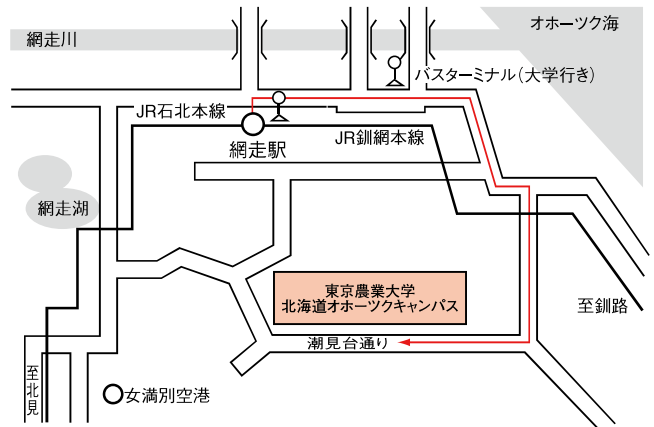 オホーツク海
網走川
バスターミナル(大学行き)
JR石北本線
JR釧網本線
網走駅
網走湖
東京農業大学
北海道オホーツクキャンパス
至釧路
潮見台通り
至北見
女満別空港